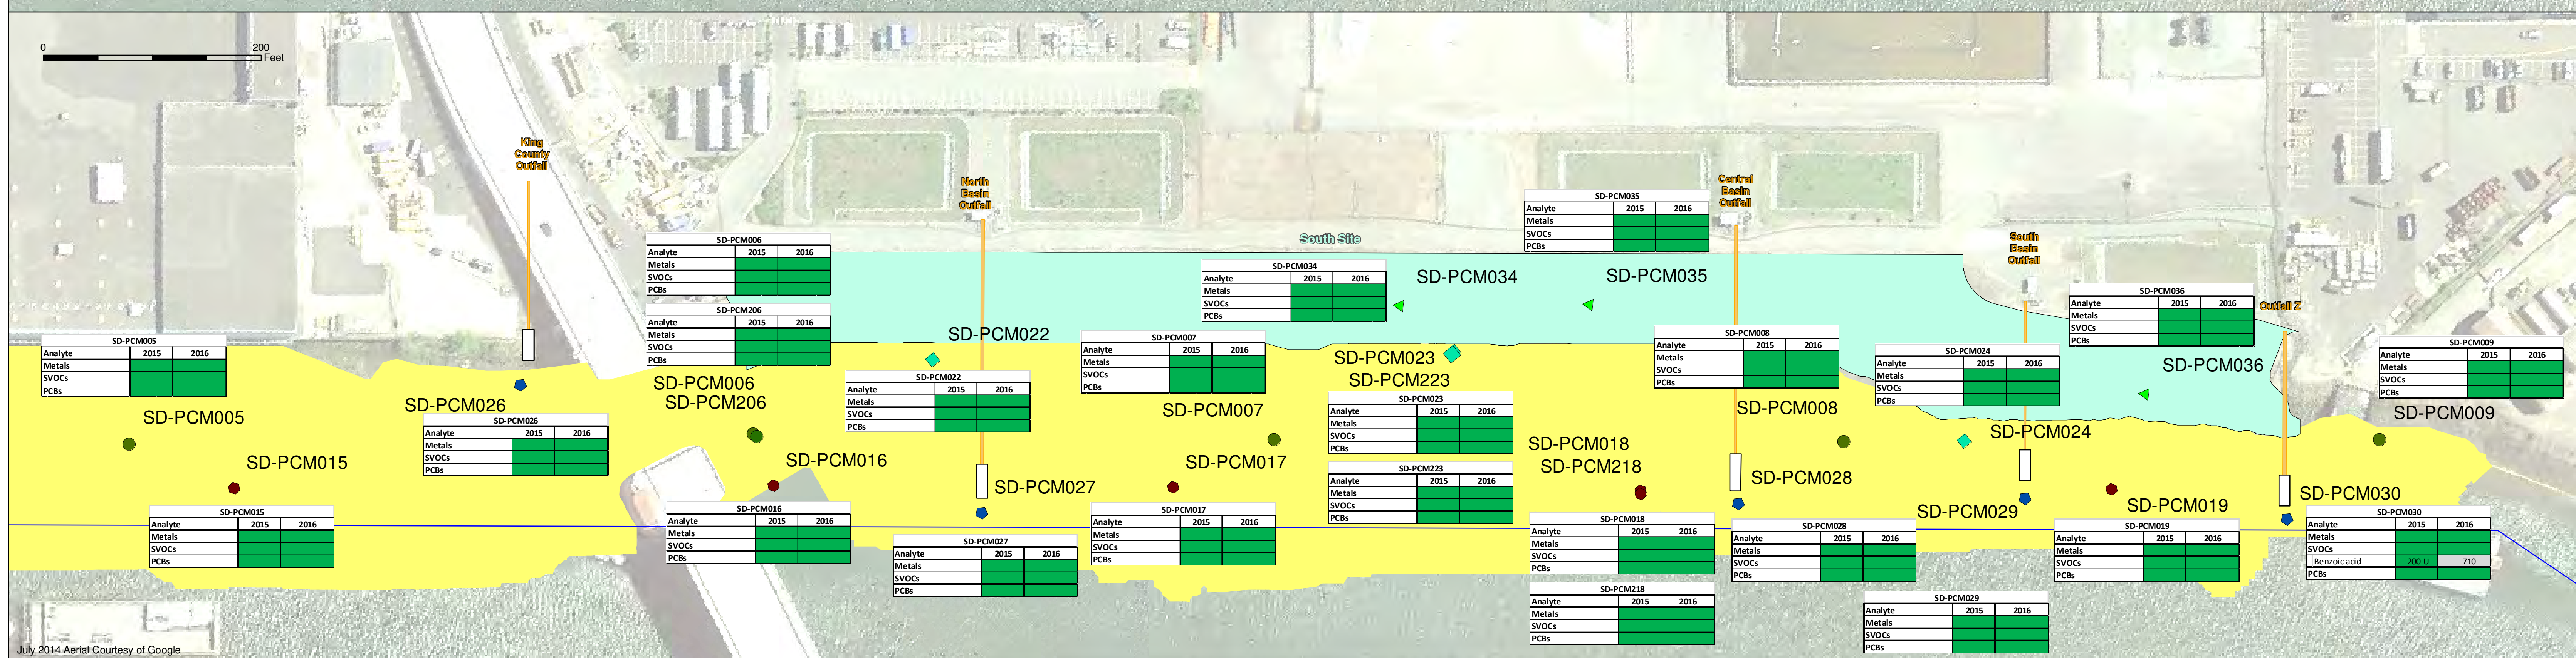 0 200
Feet
King
County
Outfall
North
Basin
Outfall
Central
Basin
Outfall
South
Basin
Outfall
Outfall Z
South Site
SD-PCM035
Analyte 2015 2016
Metals
SVOCs
PCBs
SD-PCM006
Analyte 2015 2016
Metals
SVOCs
PCBs
SD-PCM034
Analyte 2015 2016
Metals
SVOCs
PCBs
SD-PCM034
SD-PCM035
SD-PCM036
Analyte 2015 2016
Metals
SVOCs
PCBs
SD-PCM206
Analyte 2015 2016
Metals
SVOCs
PCBs
SD-PCM022
SD-PCM005
Analyte 2015 2016
Metals
SVOCs
PCBs
SD-PCM007
Analyte 2015 2016
Metals
SVOCs
PCBs
SD-PCM023
SD-PCM223
SD-PCM008
Analyte 2015 2016
Metals
SVOCs
PCBs
SD-PCM024
Analyte 2015 2016
Metals
SVOCs
PCBs
SD-PCM036
SD-PCM009
Analyte 2015 2016
Metals
SVOCs
PCBs
SD-PCM006
SD-PCM206
SD-PCM022
Analyte 2015 2016
Metals
SVOCs
PCBs
SD-PCM005
SD-PCM026
SD-PCM026
Analyte 2015 2016
Metals
SVOCs
PCBs
SD-PCM007
SD-PCM023
Analyte 2015 2016
Metals
SVOCs
PCBs
SD-PCM008
SD-PCM009
SD-PCM024
SD-PCM018
SD-PCM218
SD-PCM015
SD-PCM016
SD-PCM017
SD-PCM223
Analyte 2015 2016
Metals
SVOCs
PCBs
SD-PCM027
SD-PCM028
SD-PCM029
SD-PCM019
SD-PCM030
SD-PCM015
Analyte 2015 2016
Metals
SVOCs
PCBs
SD-PCM016
Analyte 2015 2016
Metals
SVOCs
PCBs
SD-PCM027
Analyte 2015 2016
Metals
SVOCs
PCBs
SD-PCM017
Analyte 2015 2016
Metals
SVOCs
PCBs
SD-PCM018
Analyte 2015 2016
Metals
SVOCs
PCBs
SD-PCM028
Analyte 2015 2016
Metals
SVOCs
PCBs
SD-PCM019
Analyte 2015 2016
Metals
SVOCs
PCBs
SD-PCM030
Analyte 2015 2016
Metals
SVOCs
Benzoic acid 200 U 710
PCBs
SD-PCM218
Analyte 2015 2016
Metals
SVOCs
PCBs
SD-PCM029
Analyte 2015 2016
Metals
SVOCs
PCBs
July 2014 Aerial Courtesy of Google